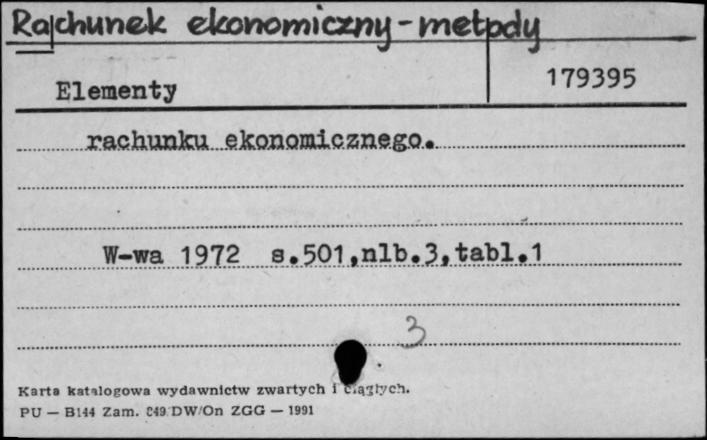 Rachunek ekonomiczny - metody
179395
Elementy
rachunku ekonomicznego.
W-wa 1972 s.501,nlb.3,tabl.1
3
Karta katalogowa wydawnictw zwartych i ciągłych.
PU — B144 Zam. 849/DW/On ZGG — 1991